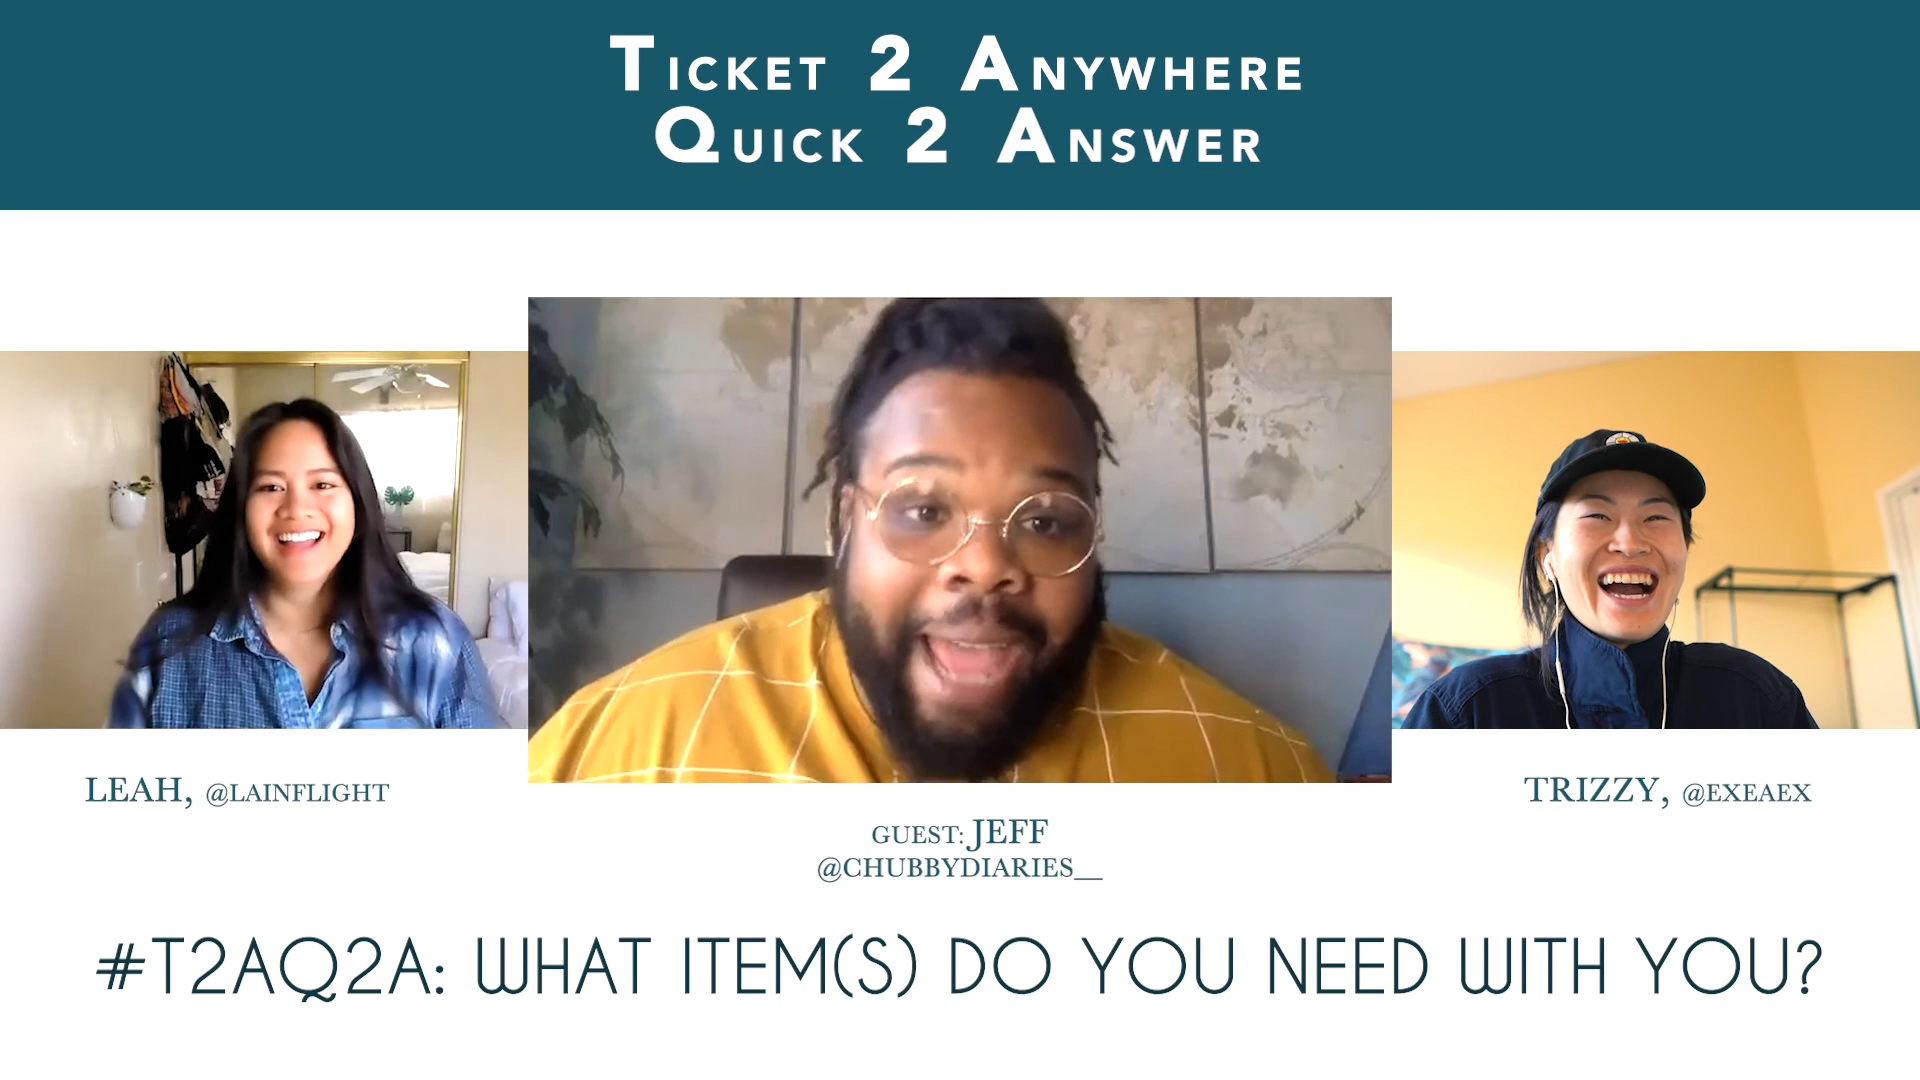 Ticket 2 Anywhere
Quick 2 Answer
LEAH, @LAINFLIGHT
TRIZZY, @EXEAEX
GUEST: JEFF
@CHUBBYDIARIES__
#T2AQ2A: WHAT ITEM(S) DO YOU NEED WITH YOU?